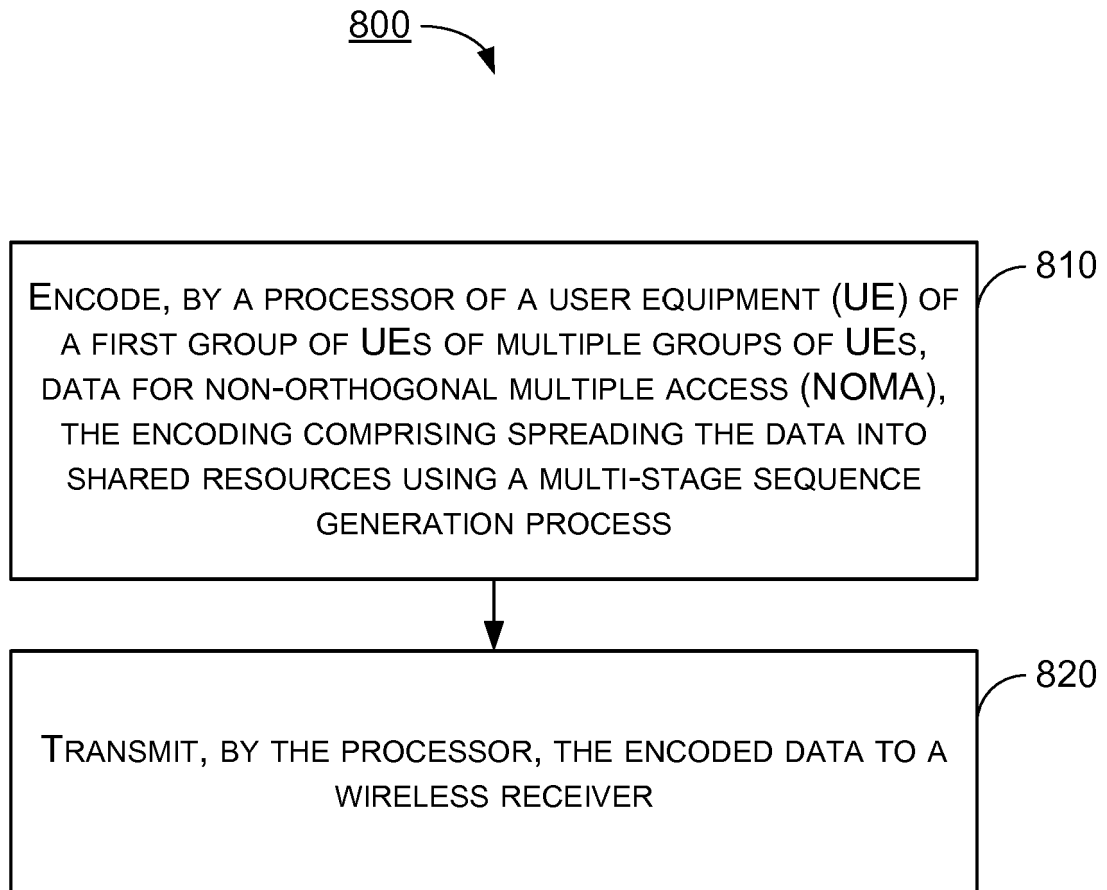 800
810
ENCODE, BY A PROCESSOR OF A USER EQUIPMENT (UE) OF
A FIRST GROUP OF UES OF MULTIPLE GROUPS OF UES,
DATA FOR NON-ORTHOGONAL MULTIPLE ACCESS (NOMA),
THE ENCODING COMPRISING SPREADING THE DATA INTO
SHARED RESOURCES USING A MULTI-STAGE SEQUENCE
GENERATION PROCESS
820
TRANSMIT, BY THE PROCESSOR, THE ENCODED DATA TO A
WIRELESS RECEIVER